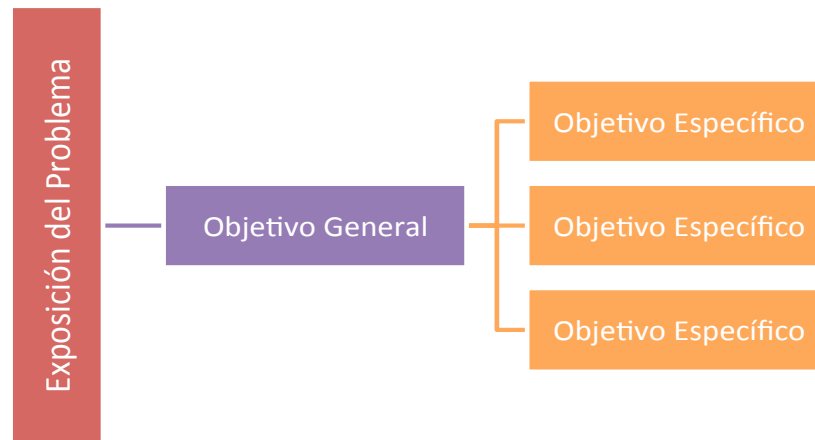 Exposición del Problema
Objetivo General
Objetivo Específico
Objetivo Específico
Objetivo Específico